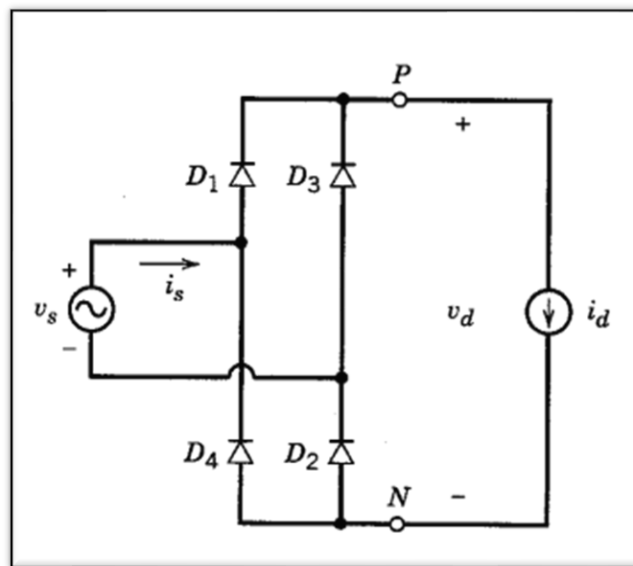 P
+
D1 D3
+
is
vs
vd
id
−
D4 D2
N −